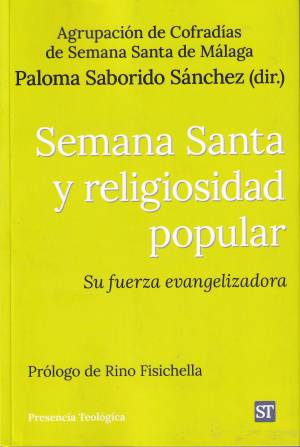 Agrupación de Cofradías
de Semana Santa de Málaga
Paloma Saborido Sánchez (dir.)
Semana Santa
y religiosidad
popular
Su fuerza evangelizadora
Prólogo de Rino Fisichella
Presencia Teológica
ST